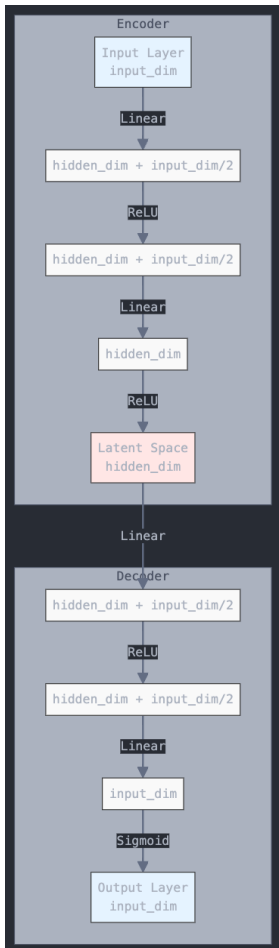 Encoder
Input Layer
input_dim
Linear
hidden_dim + input_dim/2
ReLU
hidden_dim + input_dim/2
Linear
hidden_dim
ReLU
Latent Space
hidden_dim
Linear
Decoder
hidden_dim + input_dim/2
ReLU
hidden_dim + input_dim/2
Linear
input_dim
Sigmoid
Output Layer
input_dim